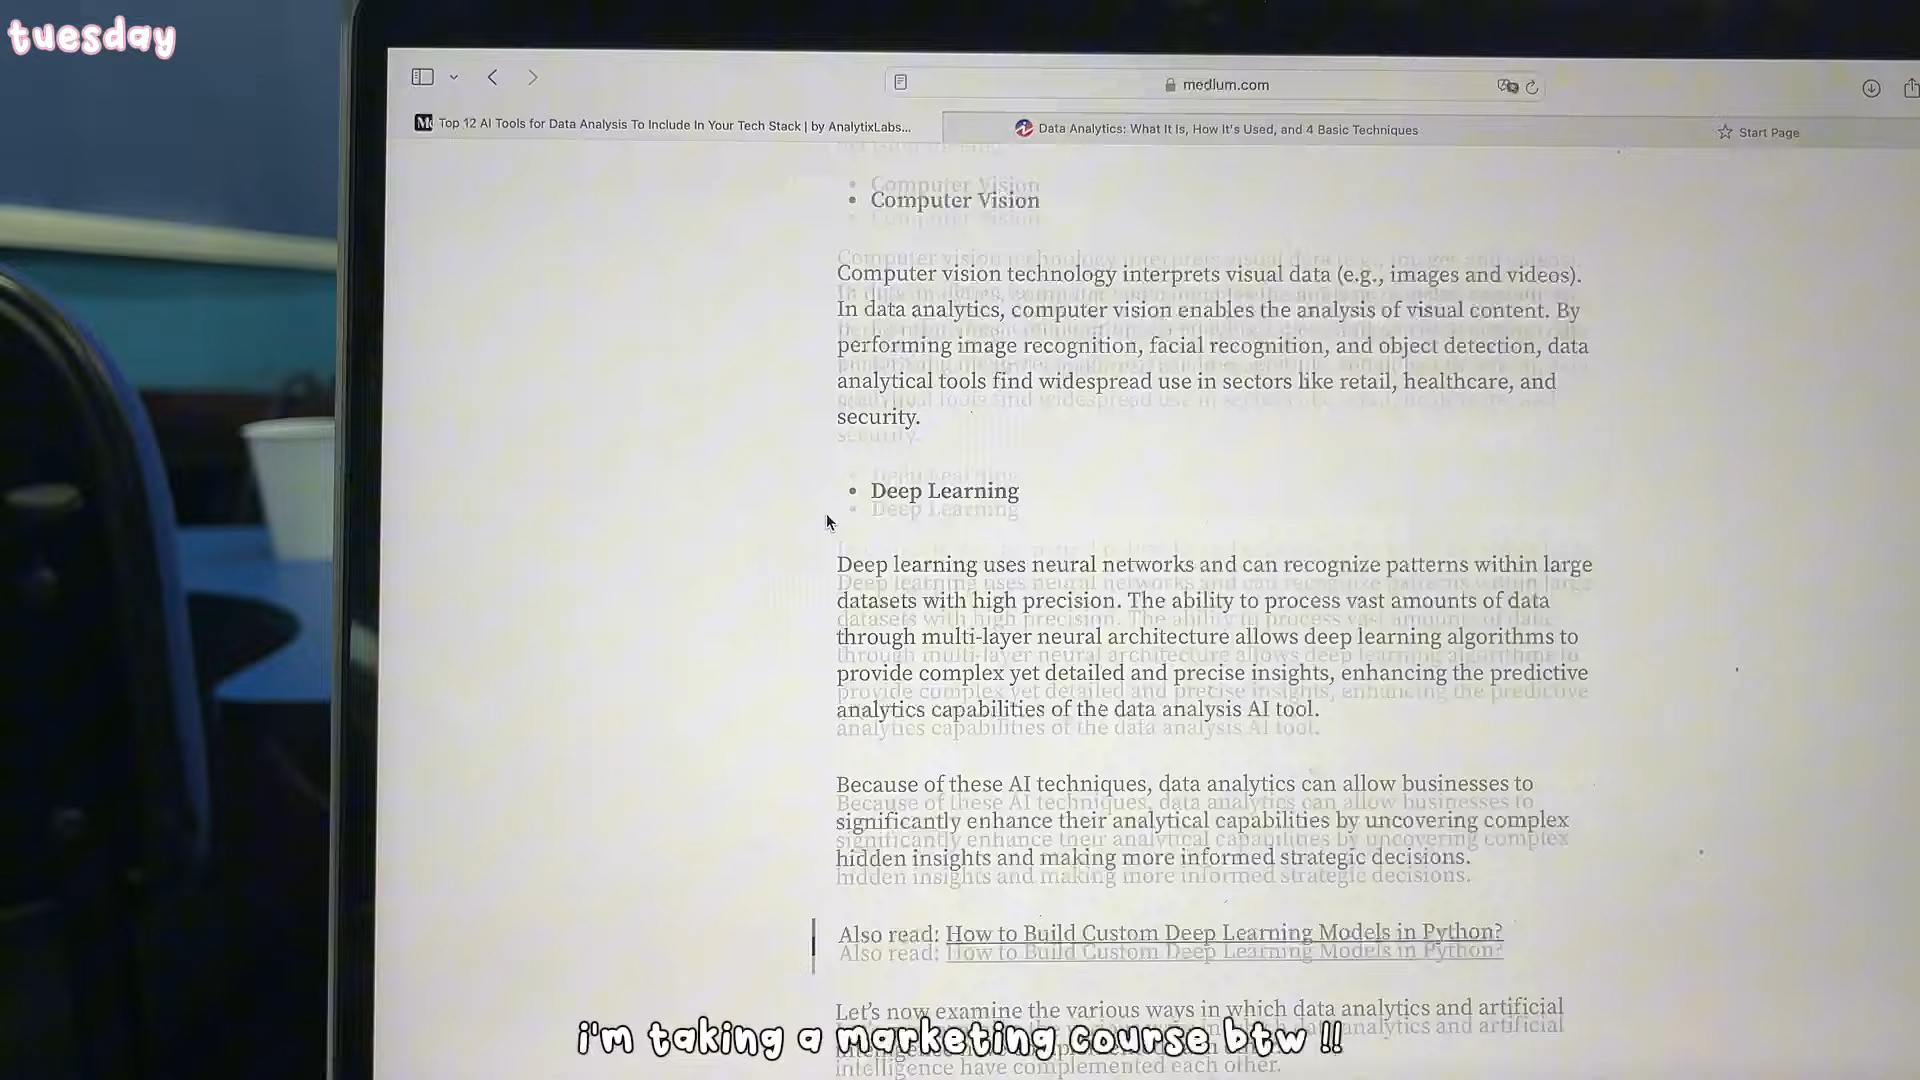 tuesday
medium.com
Top 12 AI Tools for Data Analysis To Include In Your Tech Stack | by AnalytixLabs...
Data Analytics: What It Is, How It's Used, and 4 Basic Techniques
Start Page
• Computer Vision
Computer vision technology interprets visual data (e.g., images and videos).
In data analytics, computer vision enables the analysis of visual content. By
performing image recognition, facial recognition, and object detection, data
analytical tools find widespread use in sectors like retail, healthcare, and
security.
• Deep Learning
Deep learning uses neural networks and can recognize patterns within large
datasets with high precision. The ability to process vast amounts of data
through multi-layer neural architecture allows deep learning algorithms to
provide complex yet detailed and precise insights, enhancing the predictive
analytics capabilities of the data analysis AI tool.
Because of these AI techniques, data analytics can allow businesses to
significantly enhance their analytical capabilities by uncovering complex
hidden insights and making more informed strategic decisions.
Also read: How to Build Custom Deep Learning Models in Python?
Let's now examine the various ways in which data analytics and artificial
intelligence have complemented each other.
i'm taking a marketing course btw !!